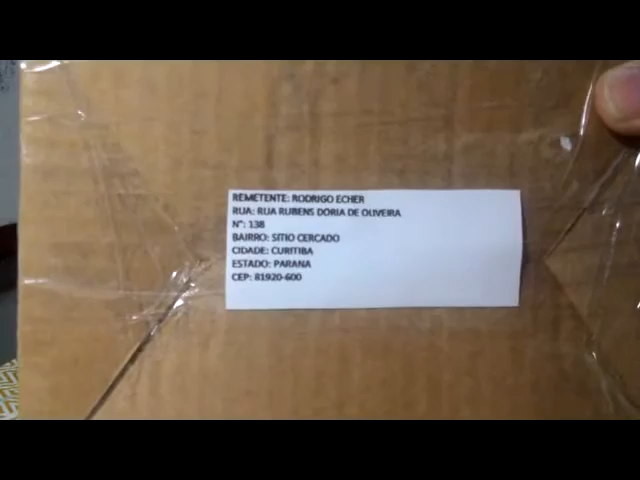 REMETENTE: RODRIGO ECHER
RUA: RUA RUBENS DORIA DE OLIVEIRA
N°: 138
BAIRRO: SITIO CERCADO
CIDADE: CURITIBA
ESTADO: PARANA
CEP: 81920-600